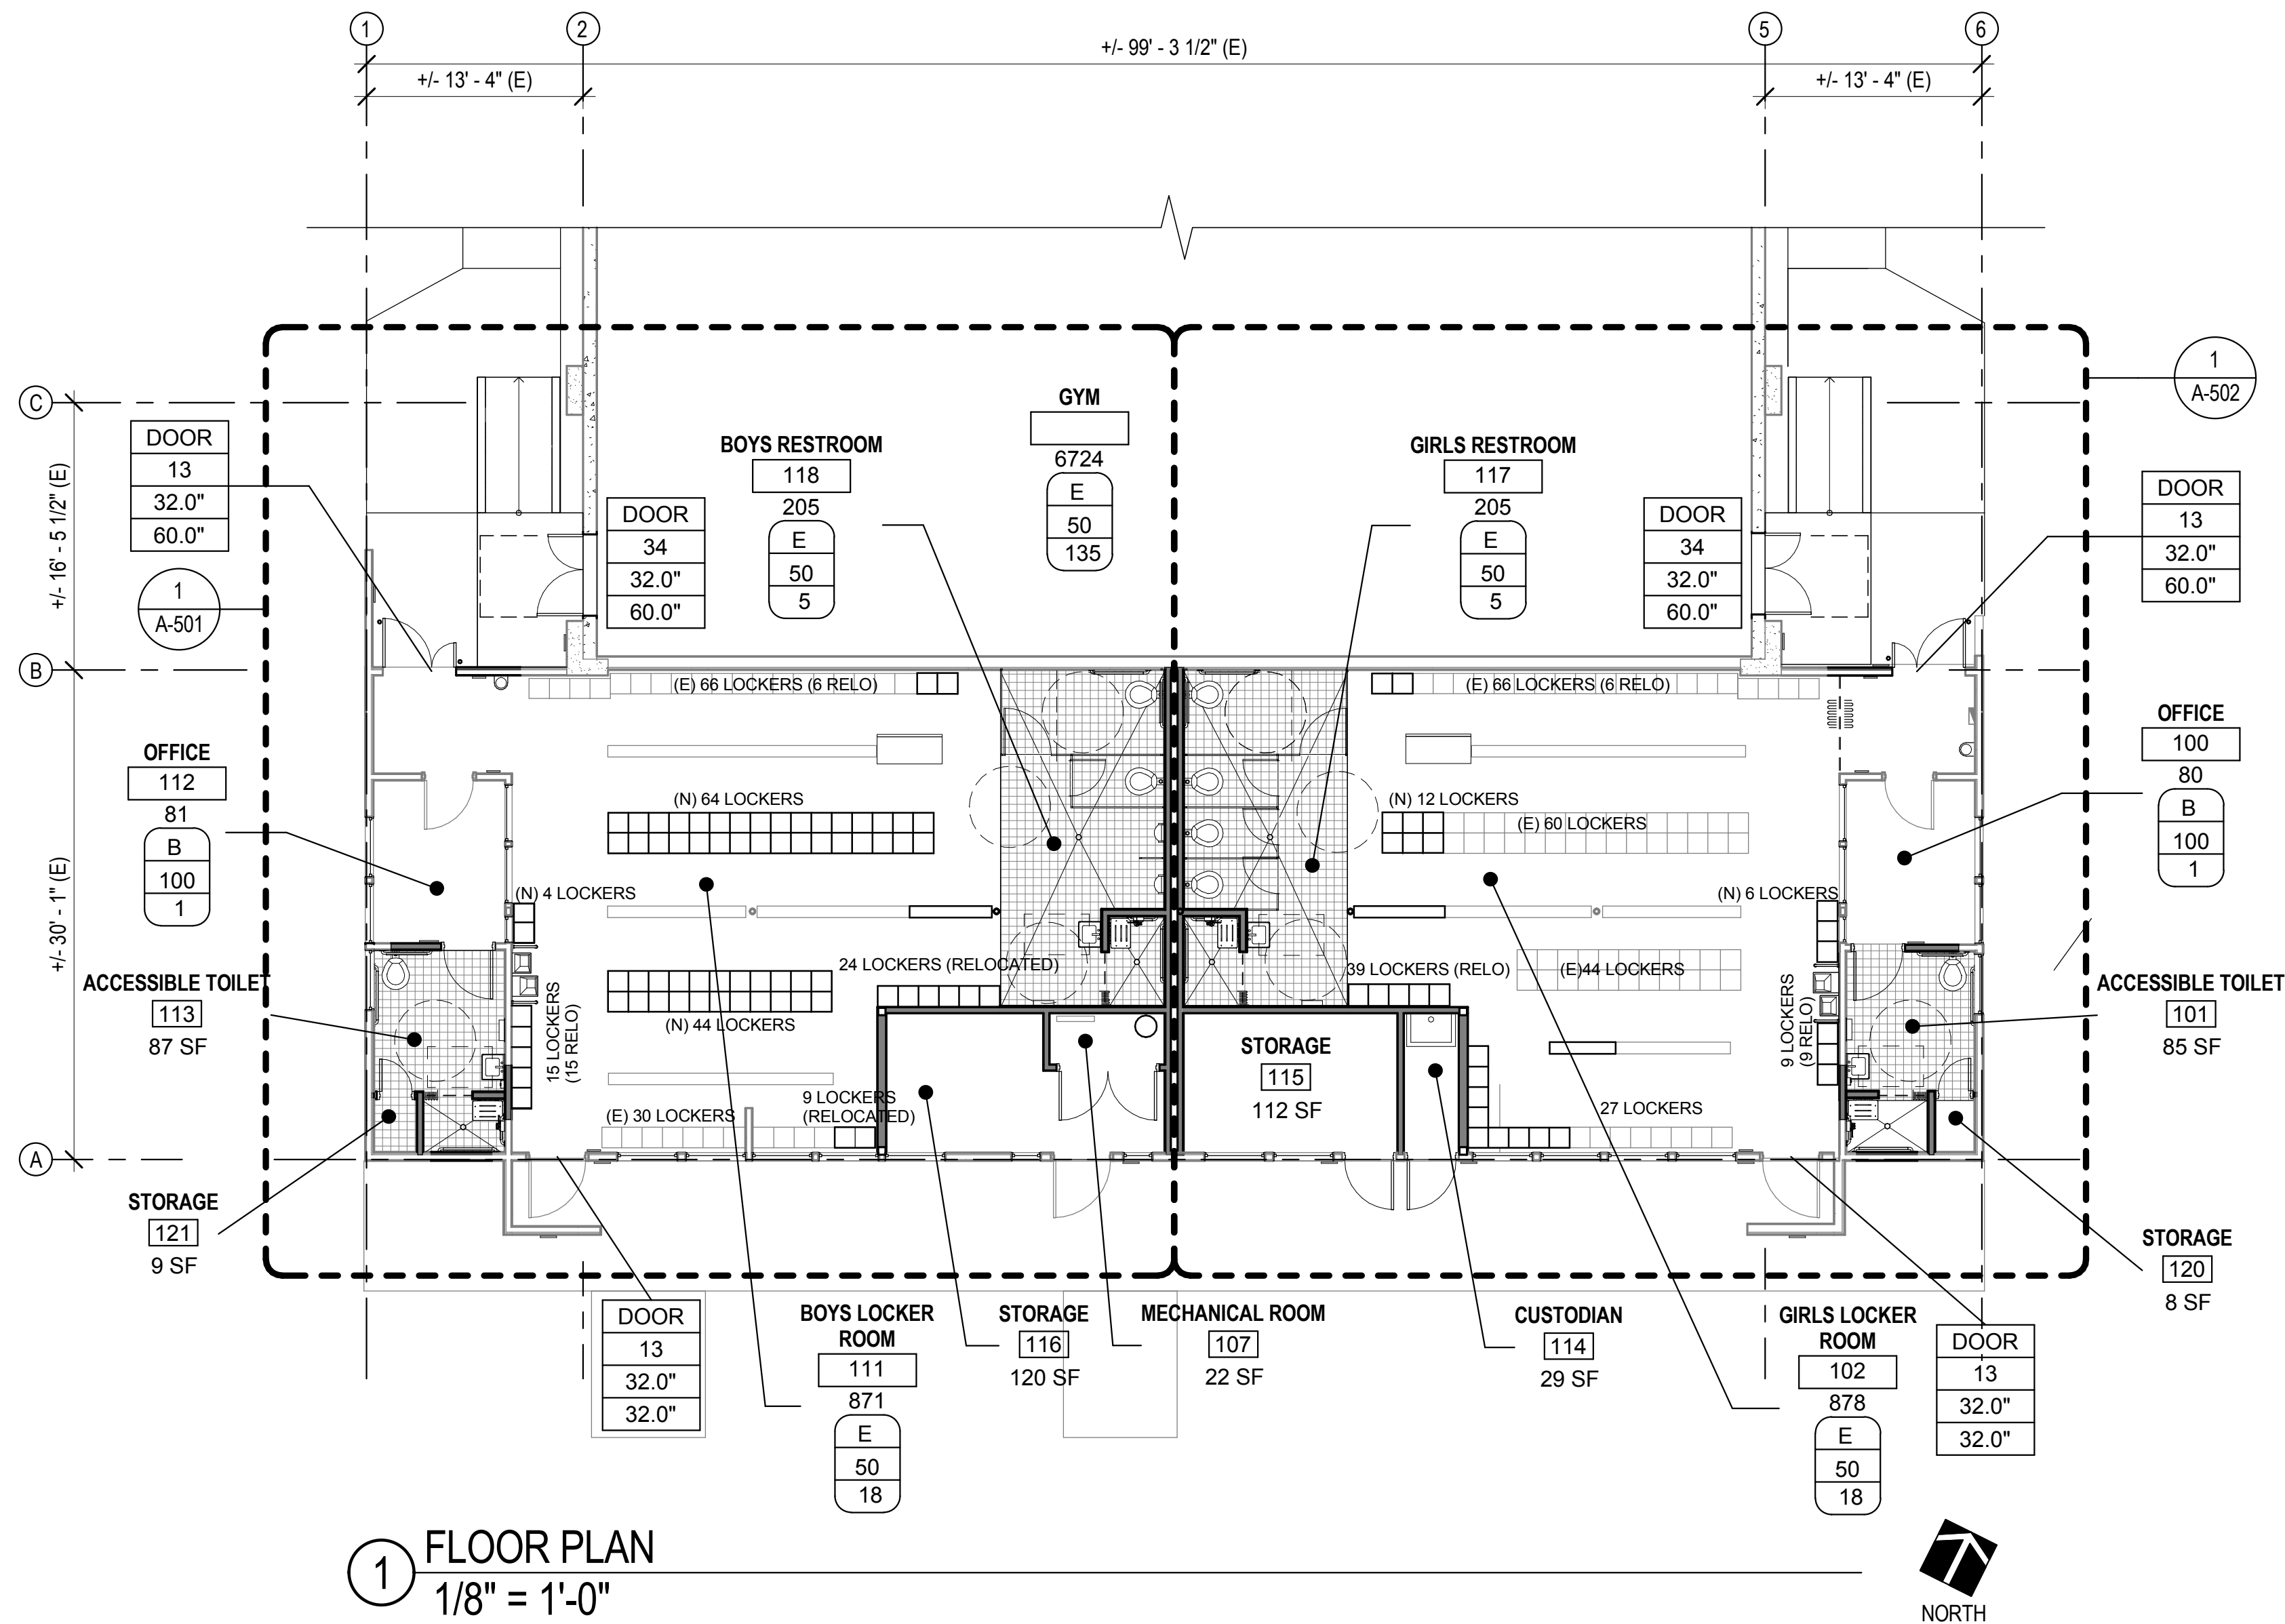 1
2
5
6
+/- 99' - 3 1/2" (E)
+/- 13' - 4" (E)
+/- 13' - 4" (E)
C
B
A
+/- 16' - 5 1/2" (E)
+/- 30' - 1" (E)
DOOR
13
32.0"
60.0"
1
A-501
DOOR
34
32.0"
60.0"
BOYS RESTROOM
118
205
E
50
5
GYM
6724
E
50
135
GIRLS RESTROOM
117
205
E
50
5
DOOR
34
32.0"
60.0"
1
A-502
DOOR
13
32.0"
60.0"
OFFICE
112
81
B
100
1
ACCESSIBLE TOILET
113
87 SF
STORAGE
121
9 SF
(E) 66 LOCKERS (6 RELO)
(N) 64 LOCKERS
(N) 4 LOCKERS
24 LOCKERS (RELOCATED)
(N) 44 LOCKERS
15 LOCKERS
(15 RELO)
(E) 30 LOCKERS
9 LOCKERS
(RELOCATED)
(E) 66 LOCKERS (6 RELO)
(N) 12 LOCKERS
(E) 60 LOCKERS
(N) 6 LOCKERS
39 LOCKERS (RELO)
(E)44 LOCKERS
9 LOCKERS
(9 RELO)
27 LOCKERS
STORAGE
115
112 SF
OFFICE
100
80
B
100
1
ACCESSIBLE TOILET
101
85 SF
STORAGE
120
8 SF
DOOR
13
32.0"
32.0"
BOYS LOCKER
ROOM
111
871
E
50
18
STORAGE
116
120 SF
MECHANICAL ROOM
107
22 SF
CUSTODIAN
114
29 SF
GIRLS LOCKER
ROOM
102
878
E
50
18
DOOR
13
32.0"
32.0"
1
FLOOR PLAN
1/8" = 1'-0"
NORTH